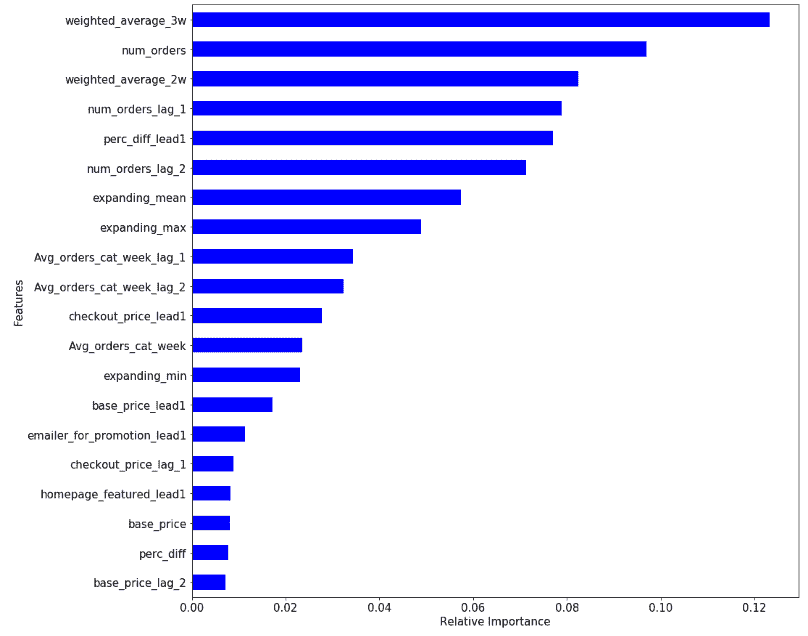 weighted_average_3w
num_orders
weighted_average_2w
num_orders_lag_1
perc_diff_lead1
num_orders_lag_2
expanding_mean
expanding_max
Avg_orders_cat_week_lag_1
Avg_orders_cat_week_lag_2
checkout_price_lead1
Avg_orders_cat_week
expanding_min
base_price_lead1
emailer_for_promotion_lead1
checkout_price_lag_1
homepage_featured_lead1
base_price
perc_diff
base_price_lag_2
Features
0.00 0.02 0.04 0.06 0.08 0.10 0.12
Relative Importance